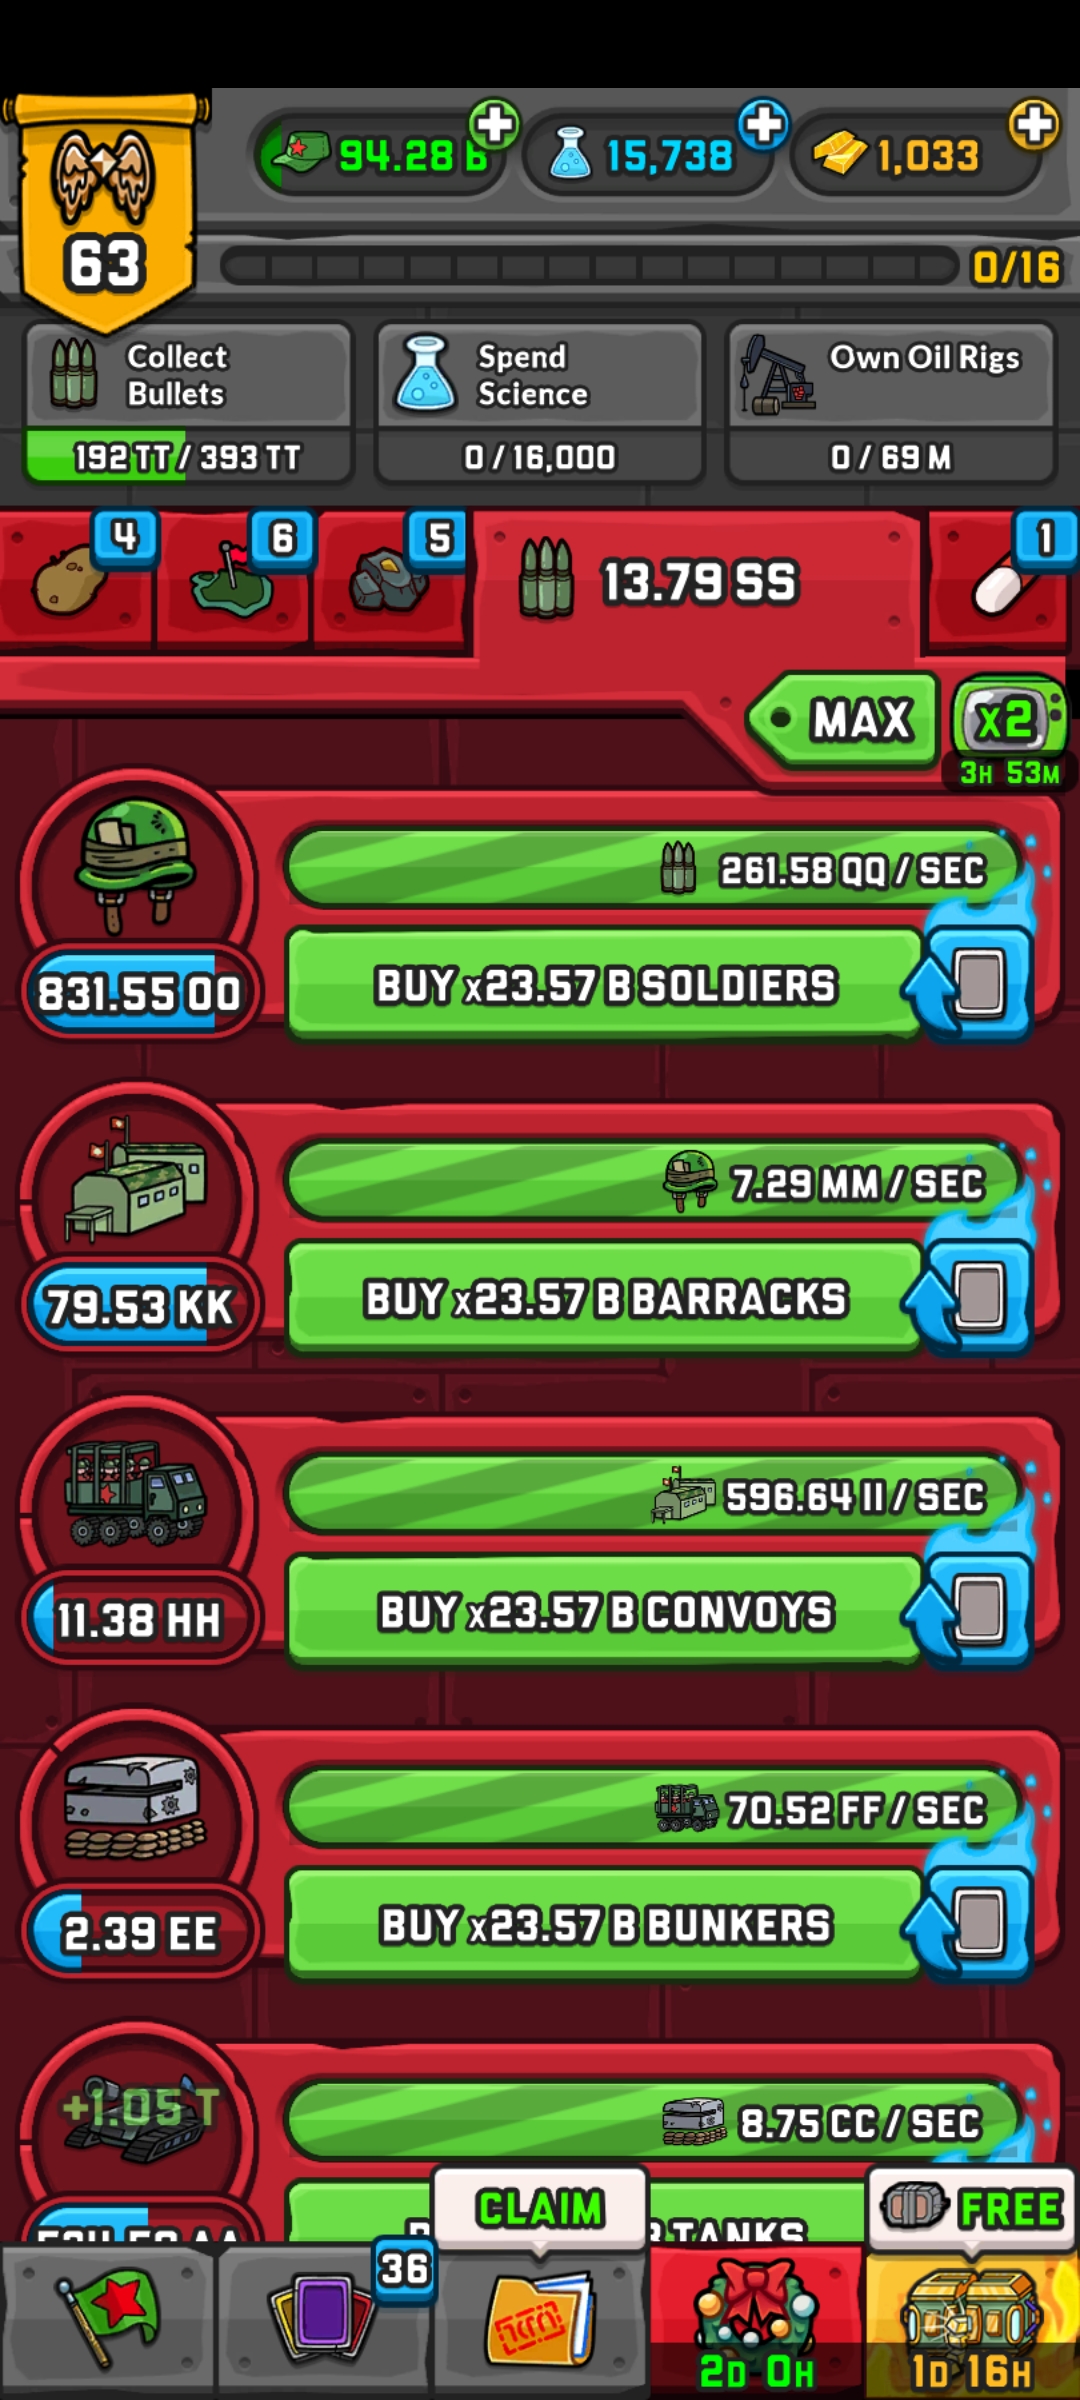 94.28 B
15,738
1,033
63
0/16
Collect
Bullets
192 TT / 393 TT
Spend
Science
0 / 16,000
Own Oil Rigs
0 / 69 M
4
6
5
13.79 SS
1
MAX
x2
3H 53M
261.58 QQ / SEC
831.55 OO
BUY x23.57 B SOLDIERS
7.29 MM / SEC
79.53 KK
BUY x23.57 B BARRACKS
596.64 II / SEC
11.38 HH
BUY x23.57 B CONVOYS
70.52 FF / SEC
2.39 EE
BUY x23.57 B BUNKERS
+1.05 T
8.75 CC / SEC
TANKS
CLAIM
FREE
36
2D 0H
1D 16H